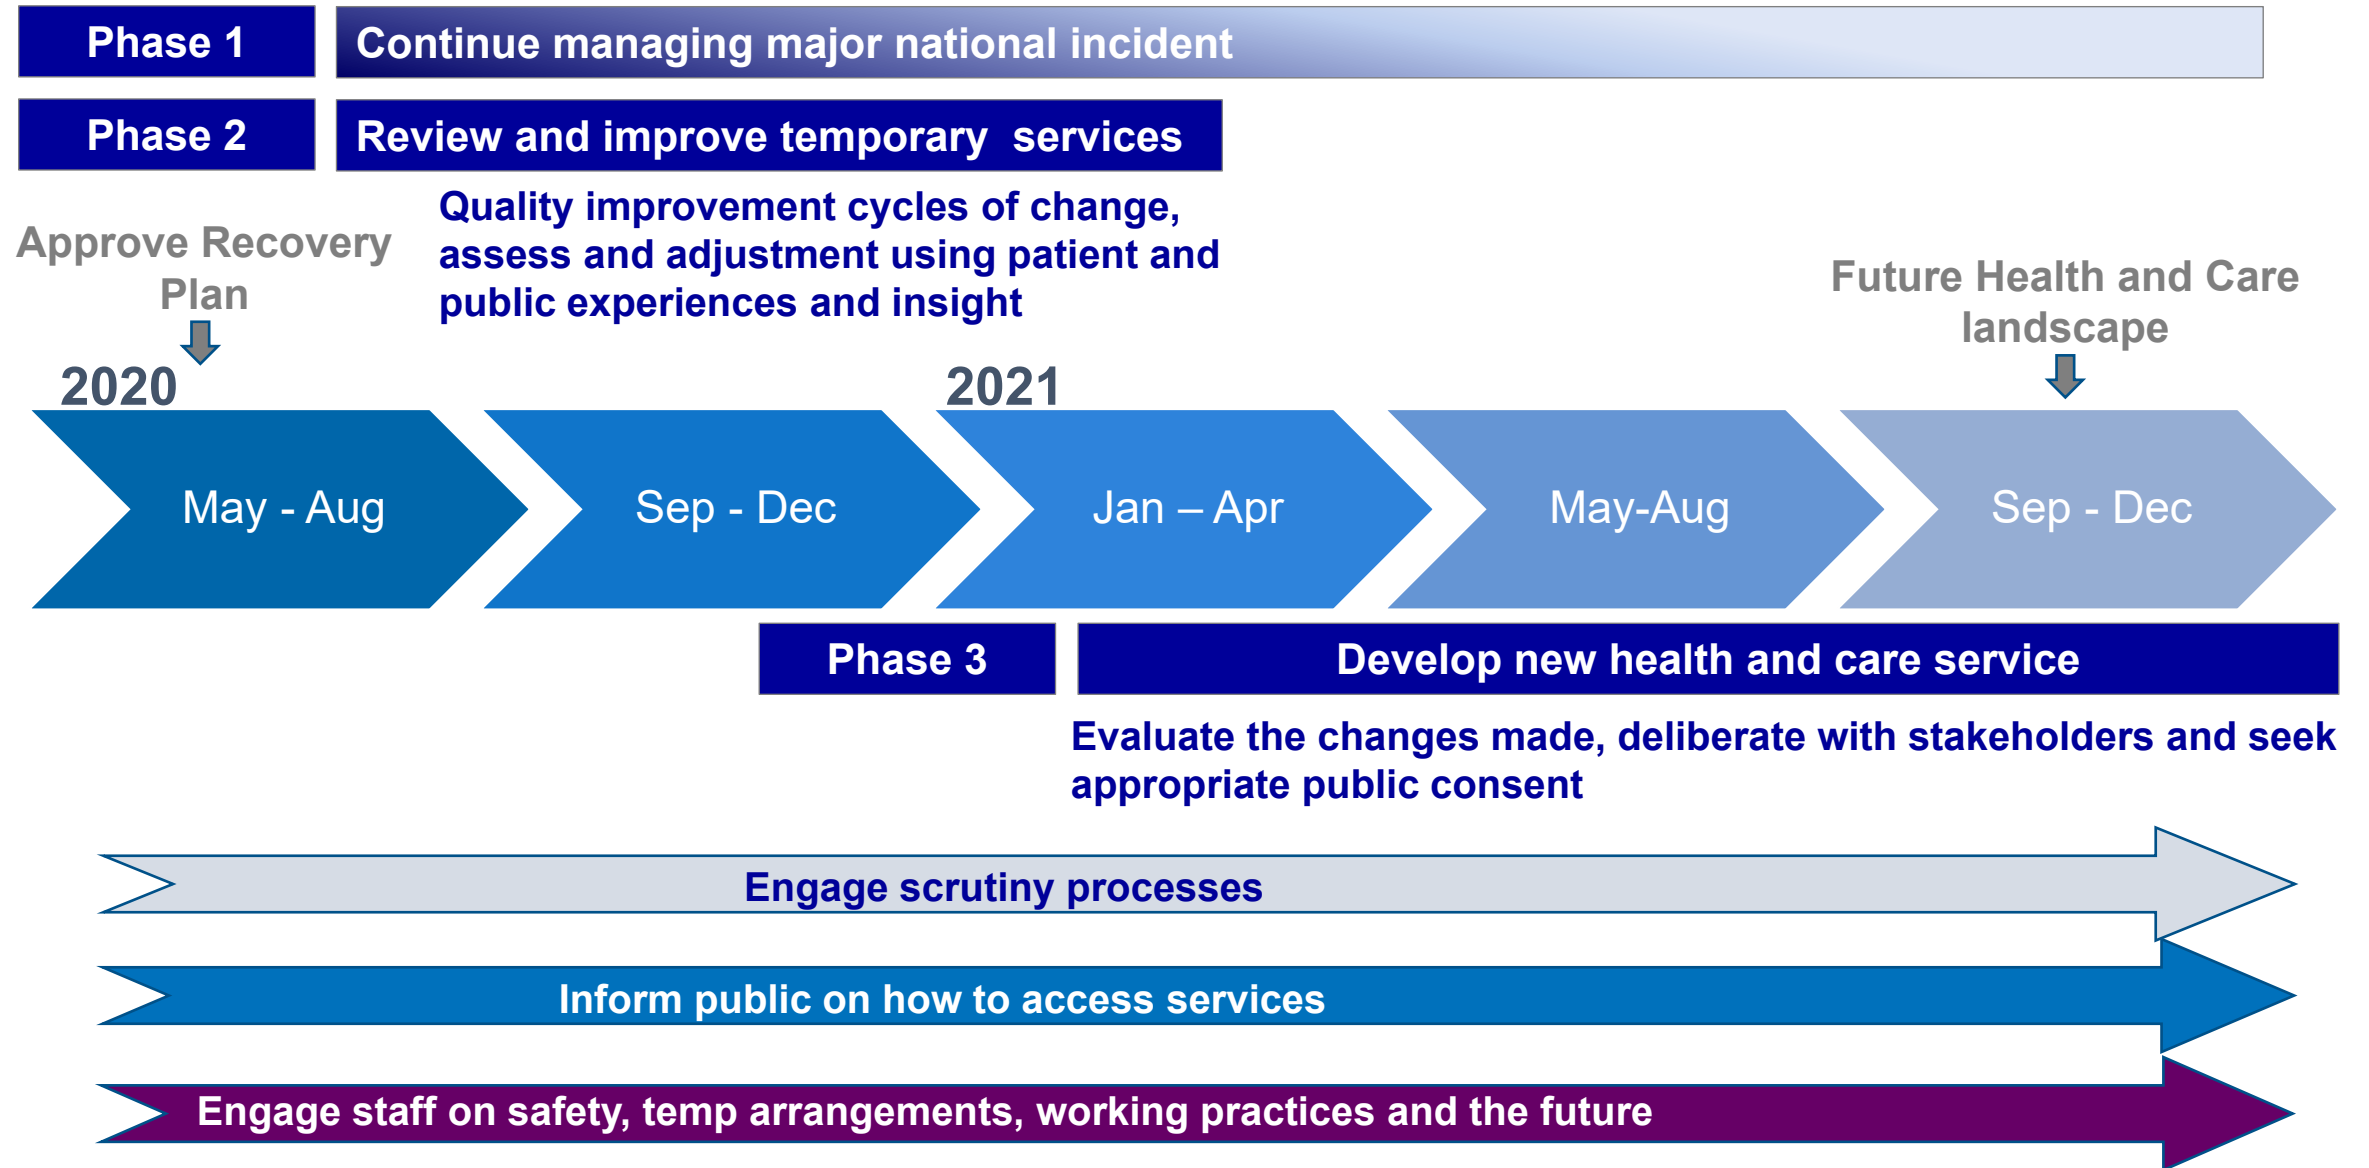 Phase 1
Continue managing major national incident
Phase 2
Review and improve temporary  services
Quality improvement cycles of change,
assess and adjustment using patient and
public experiences and insight
Approve Recovery
Plan
Future Health and Care
landscape
2020
2021
May - Aug
Sep - Dec
Jan – Apr
May-Aug
Sep - Dec
Phase 3
Develop new health and care service
Evaluate the changes made, deliberate with stakeholders and seek
appropriate public consent
Engage scrutiny processes
Inform public on how to access services
Engage staff on safety, temp arrangements, working practices and the future